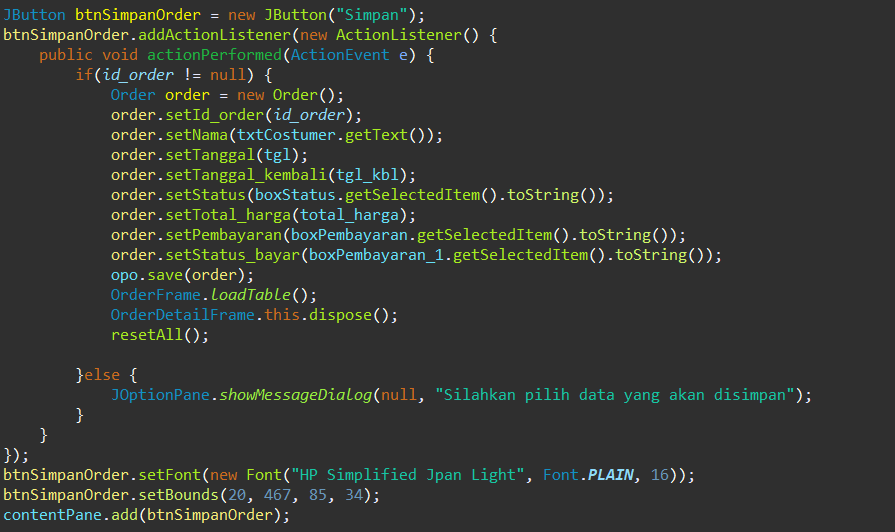 JButton btnSimpanOrder = new JButton("Simpan");
btnSimpanOrder.addActionListener(new ActionListener() {
    public void actionPerformed(ActionEvent e) {
        if(id_order != null) {
            Order order = new Order();
            order.setId_order(id_order);
            order.setNama(txtCostumer.getText());
            order.setTanggal(tgl);
            order.setTanggal_kembali(tgl_kbl);
            order.setStatus(boxStatus.getSelectedItem().toString());
            order.setTotal_harga(total_harga);
            order.setPembayaran(boxPembayaran.getSelectedItem().toString());
            order.setStatus_bayar(boxPembayaran_1.getSelectedItem().toString());
            opo.save(order);
            OrderFrame.loadTable();
            OrderDetailFrame.this.dispose();
            resetAll();

        }else {
            JOptionPane.showMessageDialog(null, "Silahkan pilih data yang akan disimpan");
        }
    }
});
btnSimpanOrder.setFont(new Font("HP Simplified Jpan Light", Font.PLAIN, 16));
btnSimpanOrder.setBounds(20, 467, 85, 34);
contentPane.add(btnSimpanOrder);